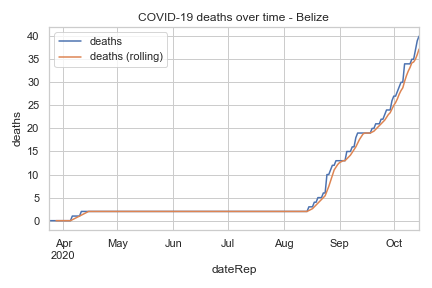 COVID-19 deaths over time - Belize
deaths
deaths (rolling)
40
35
30
25
20
15
10
5
0
deaths
Apr
2020
May
Jun
Jul
Aug
Sep
Oct
dateRep